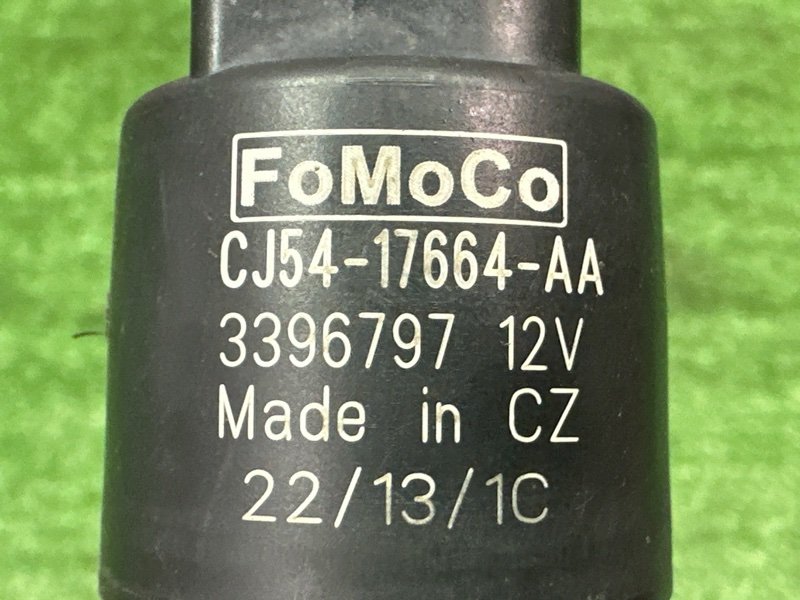 FoMoCo
CJ54-17664-AA
3396797 12V
Made in CZ
22/13/1C